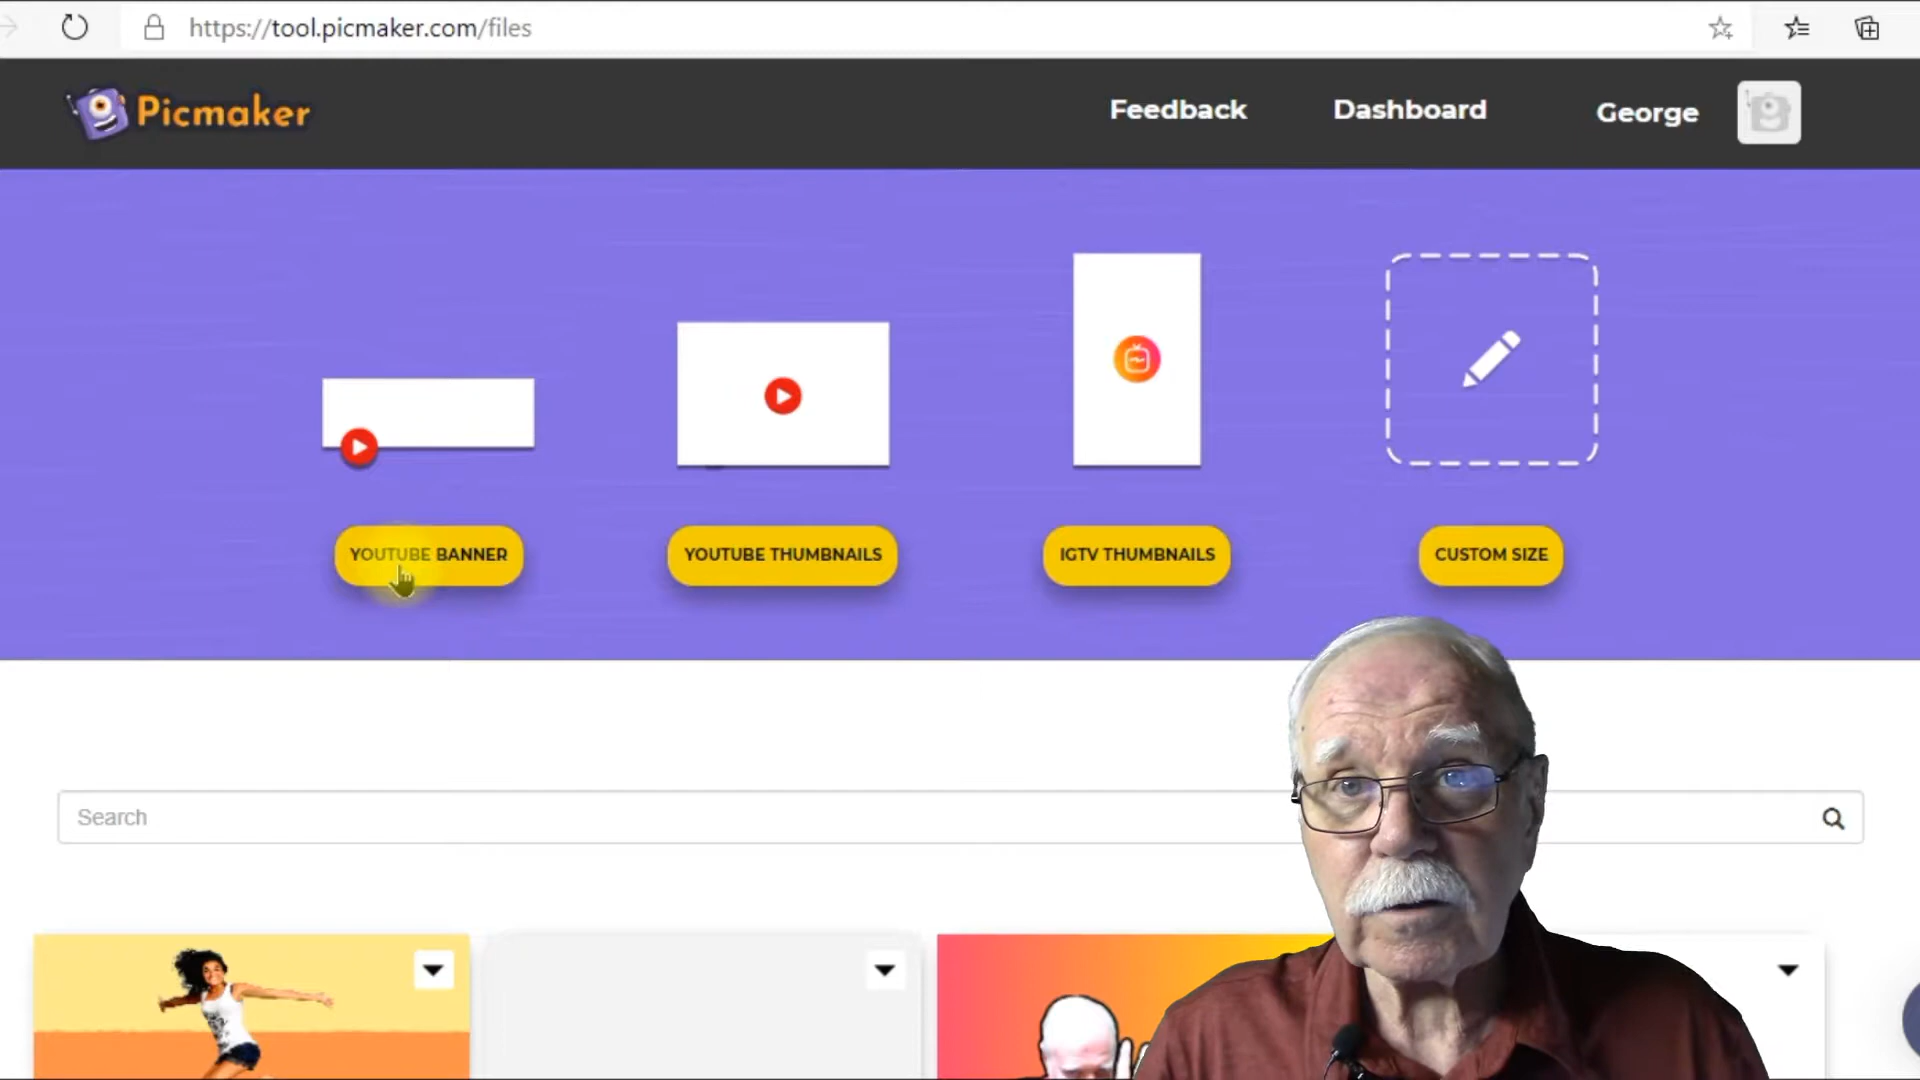 https://tool.picmaker.com/files
Picmaker
Feedback
Dashboard
George
YOUTUBE BANNER
YOUTUBE THUMBNAILS
IGTV THUMBNAILS
CUSTOM SIZE
Search